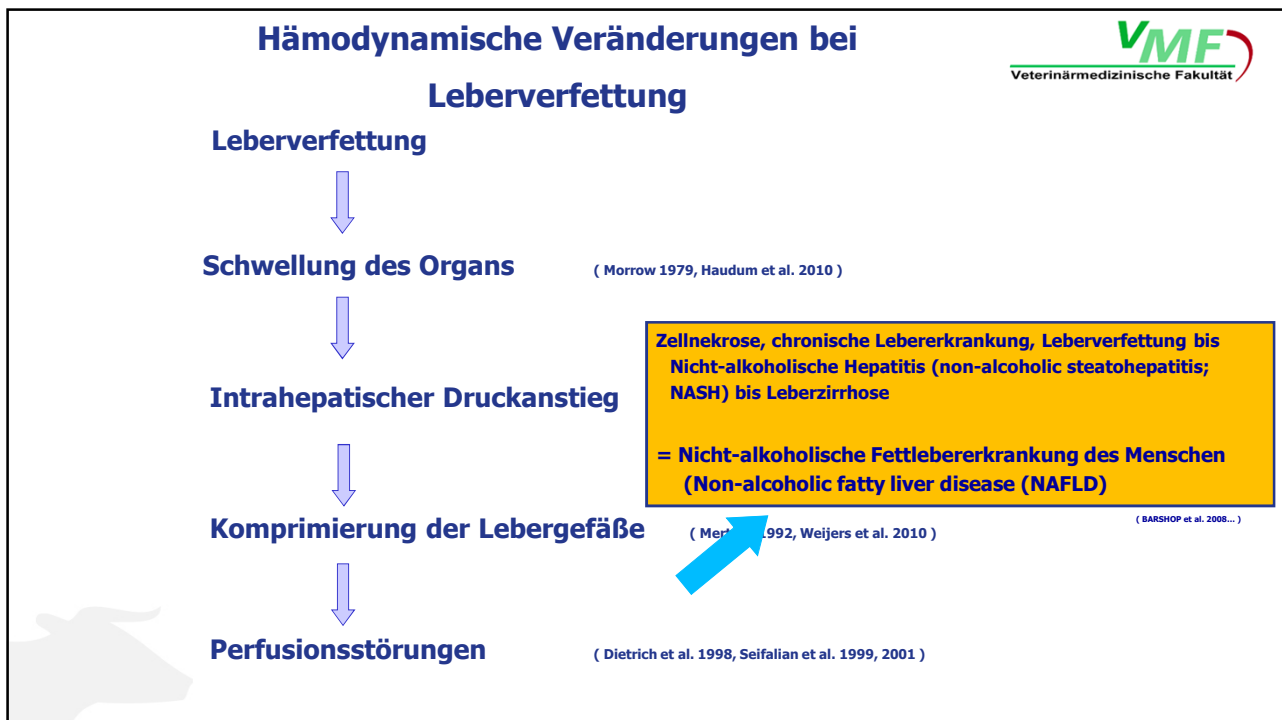 Hämodynamische Veränderungen bei
Leberverfettung
VMF
Veterinärmedizinische Fakultät
Leberverfettung
Schwellung des Organs ( Morrow 1979, Haudum et al. 2010 )
Zellnekrose, chronische Lebererkrankung, Leberverfettung bis
Nicht-alkoholische Hepatitis (non-alcoholic steatohepatitis;
NASH) bis Leberzirrhose
Intrahepatischer Druckanstieg
= Nicht-alkoholische Fettlebererkrankung des Menschen
(Non-alcoholic fatty liver disease (NAFLD)
( BARSHOP et al. 2008... )
Komprimierung der Lebergefäße ( 1992, Weijers et al. 2010 )
Perfusionsstörungen ( Dietrich et al. 1998, Seifalian et al. 1999, 2001 )